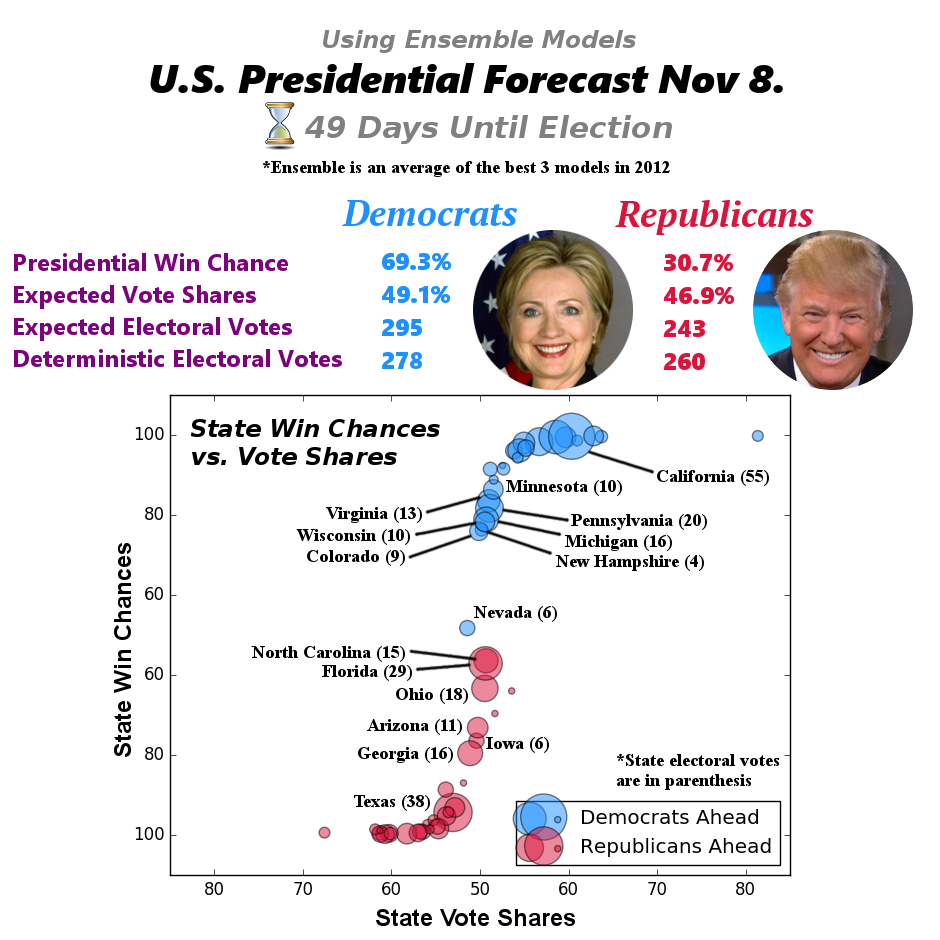 Using Ensemble Models
U.S. Presidential Forecast Nov 8.
49 Days Until Election
*Ensemble is an average of the best 3 models in 2012
Democrats Republicans
Presidential Win Chance 69.3% 30.7%
Expected Vote Shares 49.1% 46.9%
Expected Electoral Votes 295 243
Deterministic Electoral Votes 278 260
State Win Chances
vs. Vote Shares
100
California (55)
Minnesota (10)
80
Virginia (13)
Pennsylvania (20)
Wisconsin (10)
Michigan (16)
Colorado (9)
New Hampshire (4)
60
Nevada (6)
North Carolina (15)
Florida (29)
60
Ohio (18)
Arizona (11)
Iowa (6)
Georgia (16)
80
*State electoral votes
are in parenthesis
Texas (38)
Democrats Ahead
100
Republicans Ahead
State Win Chances
80 70 60 50 60 70 80
State Vote Shares